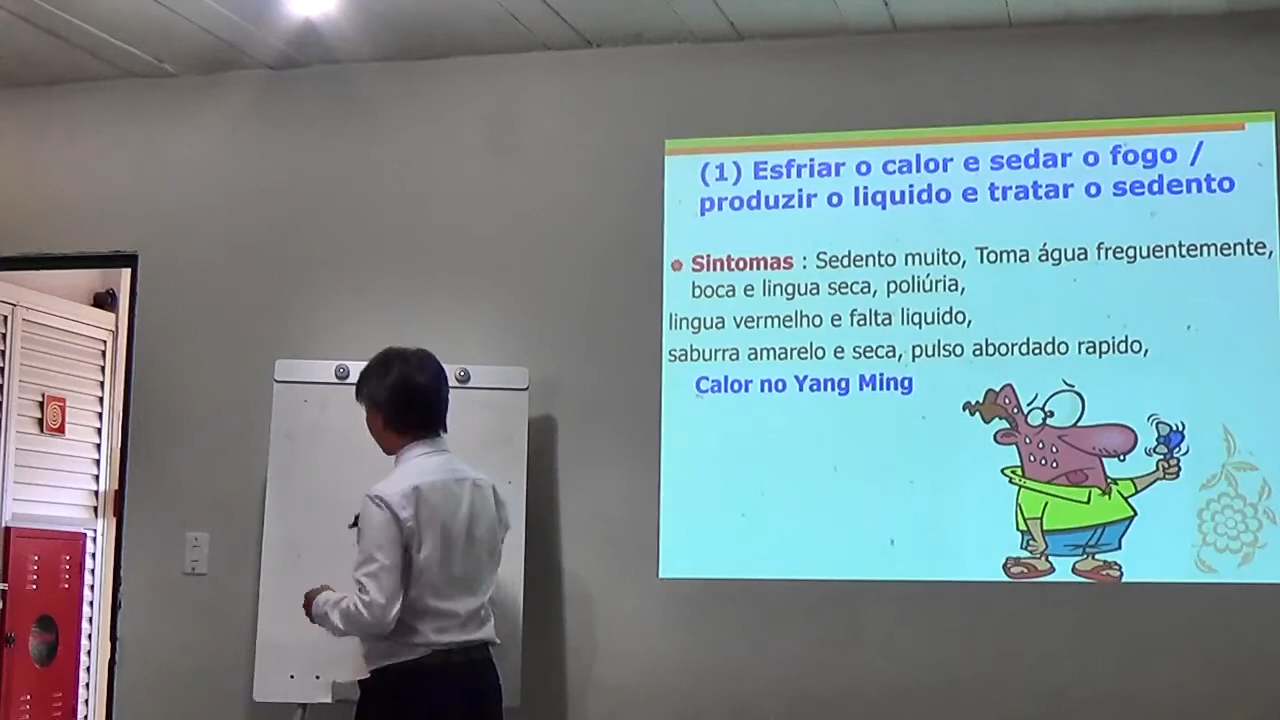 (1) Esfriar o calor e sedar o fogo /
produzir o liquido e tratar o sedento
Sintomas : Sedento muito, Toma água freguentemente,
boca e lingua seca, poliúria,
lingua vermelho e falta liquido,
saburra amarelo e seca, pulso abordado rapido,
Calor no Yang Ming